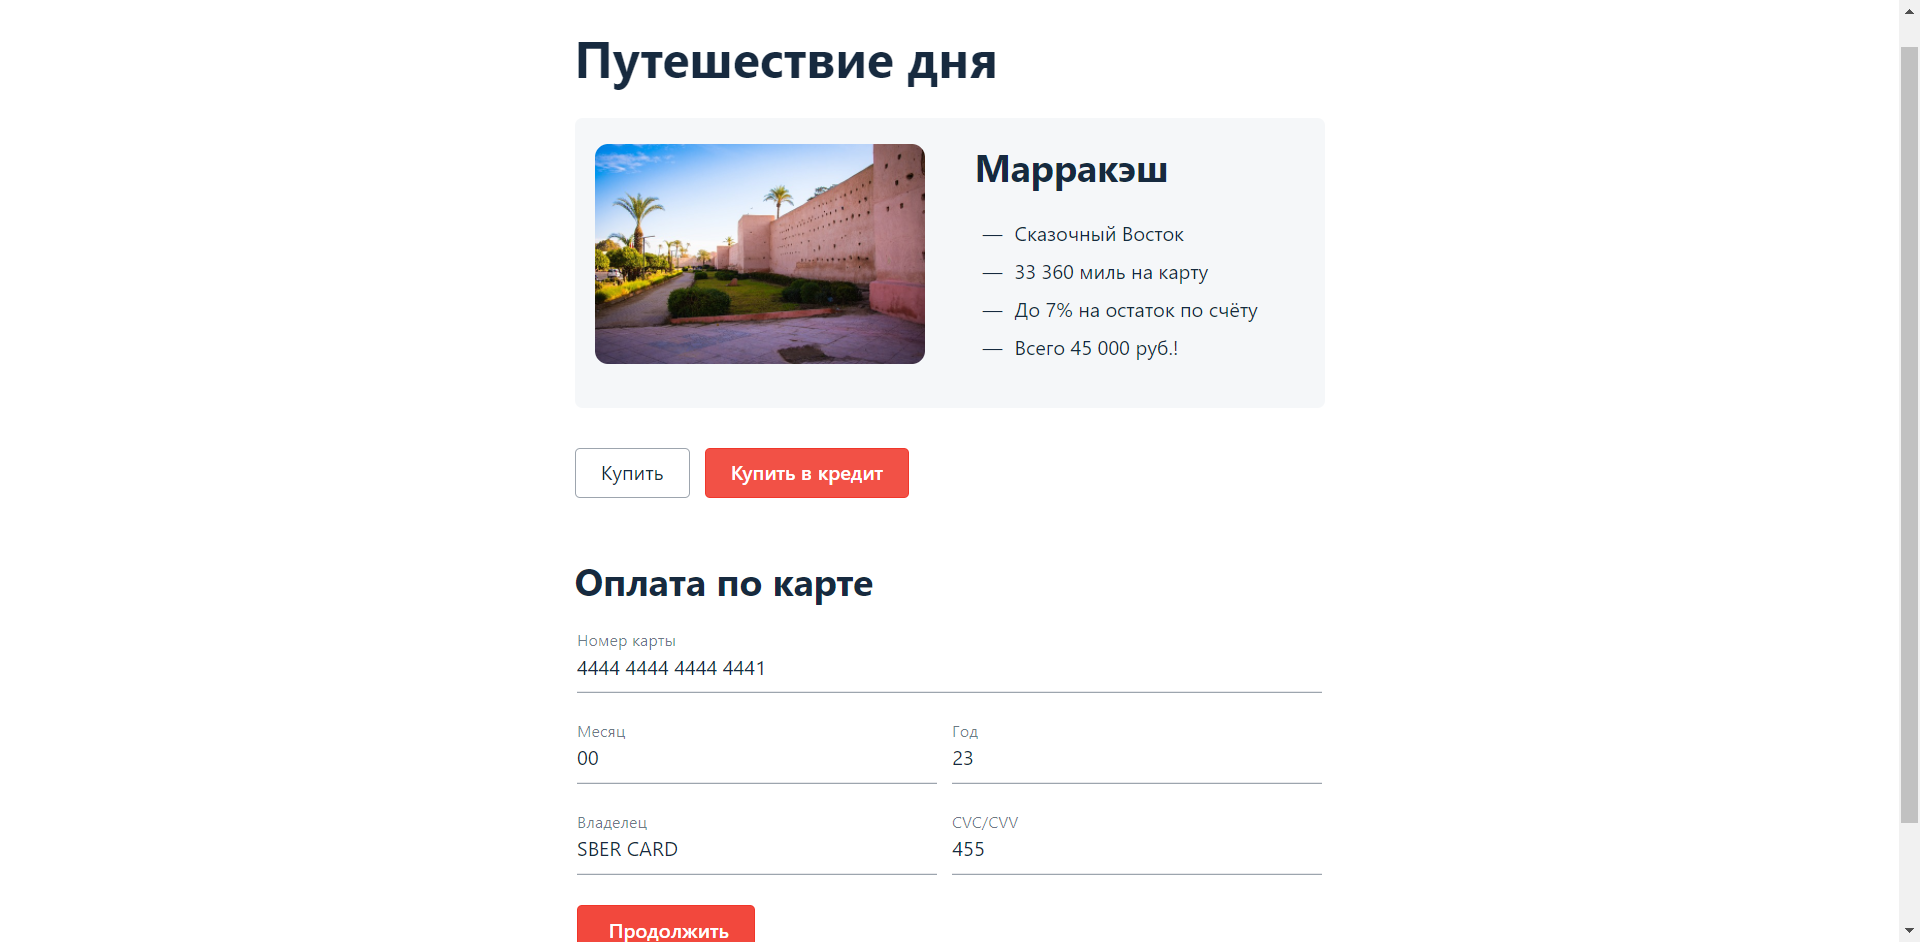 Путешествие дня
Марракэш
— Сказочный Восток
— 33 360 миль на карту
— До 7% на остаток по счёту
— Всего 45 000 руб.!
Купить Купить в кредит
Оплата по карте
Номер карты
4444 4444 4444 4441
Месяц Год
00 23
Владелец CVC/CVV
SBER CARD 455
Продолжить